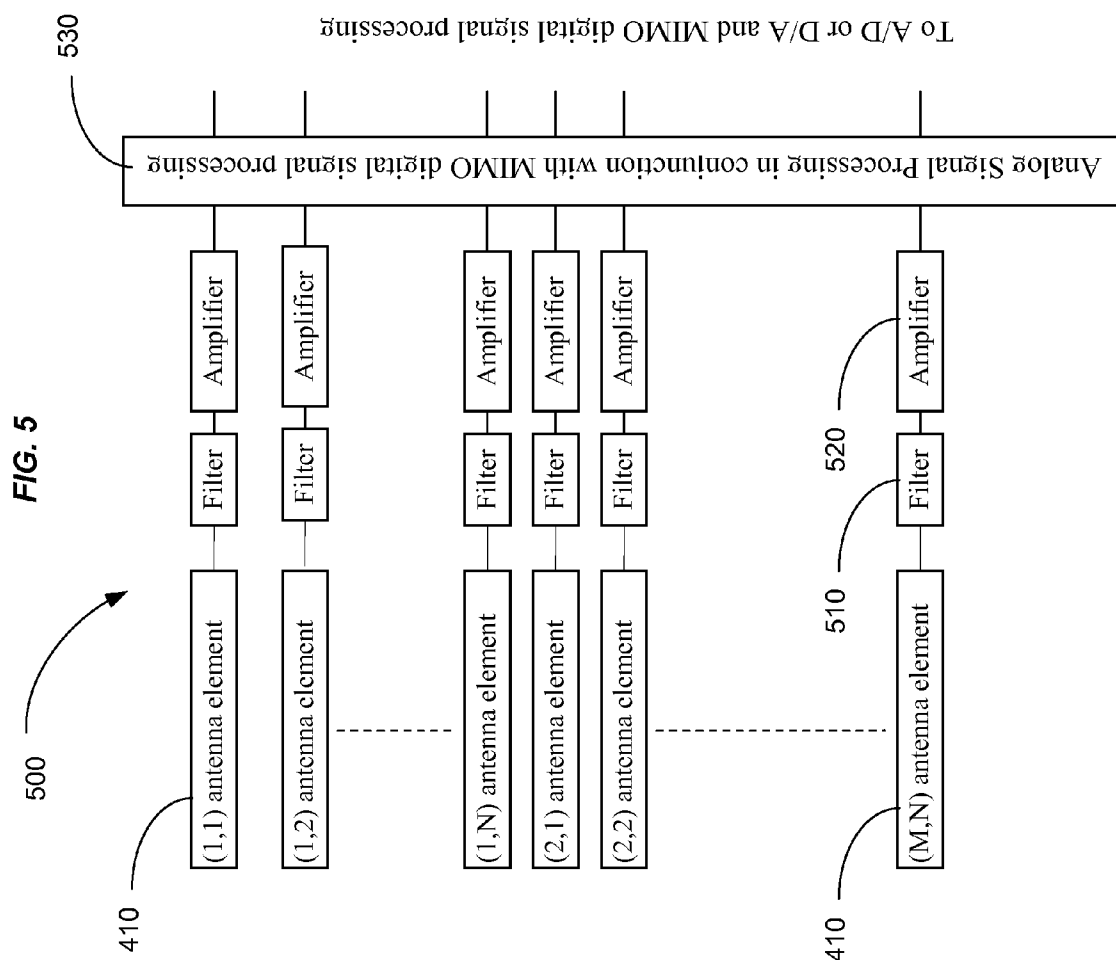 FIG. 5
500
410
(1,1) antenna element
Filter
Amplifier
(1,2) antenna element
Filter
Amplifier
(1,N) antenna element
Filter
Amplifier
(2,1) antenna element
Filter
Amplifier
(2,2) antenna element
Filter
Amplifier
410
(M,N) antenna element
510
Filter
520
Amplifier
530
Analog Signal Processing in conjunction with MIMO digital signal processing
To A/D or D/A and MIMO digital signal processing